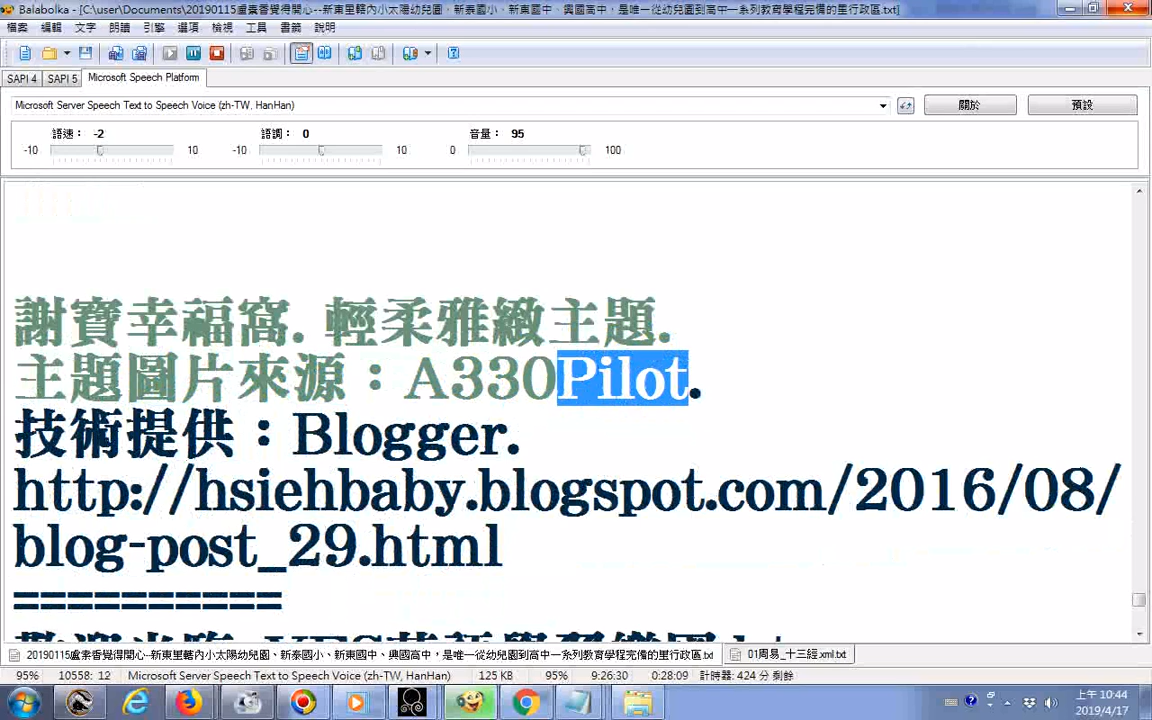 Balabolka - [C:\user\Documents\20190115盧素香覺得開心--新東里轄內小太陽幼兒園、新泰國小、新東國中、興國高中，是唯一從幼兒園到高中一系列教育學程完備的里行政區.txt]
檔案 編輯 文字 朗讀 引擎 選項 檢視 工具 書籤 說明
SAPI 4 SAPI 5 Microsoft Speech Platform
Microsoft Server Speech Text to Speech Voice (zh-TW, HanHan) 關於 預設
語速： -2 語調： 0 音量： 95
-10 10 -10 10 0 100
謝寶幸福窩. 輕柔雅緻主題.
主題圖片來源：A330Pilot.
技術提供：Blogger.
http://hsiehbaby.blogspot.com/2016/08/
blog-post_29.html
==========
20190115盧素香覺得開心--新東里轄內小太陽幼兒園、新泰國小、新東國中、興國高中，是唯一從幼兒園到高中一系列教育學程完備的里行政區.txt 01周易_十三經.xml.txt
95% 10558: 12 Microsoft Server Speech Text to Speech Voice (zh-TW, HanHan) 125 KB 95% 9:26:30 0:28:09 計時器: 424 分 剩餘
上午 10:44
2019/4/17